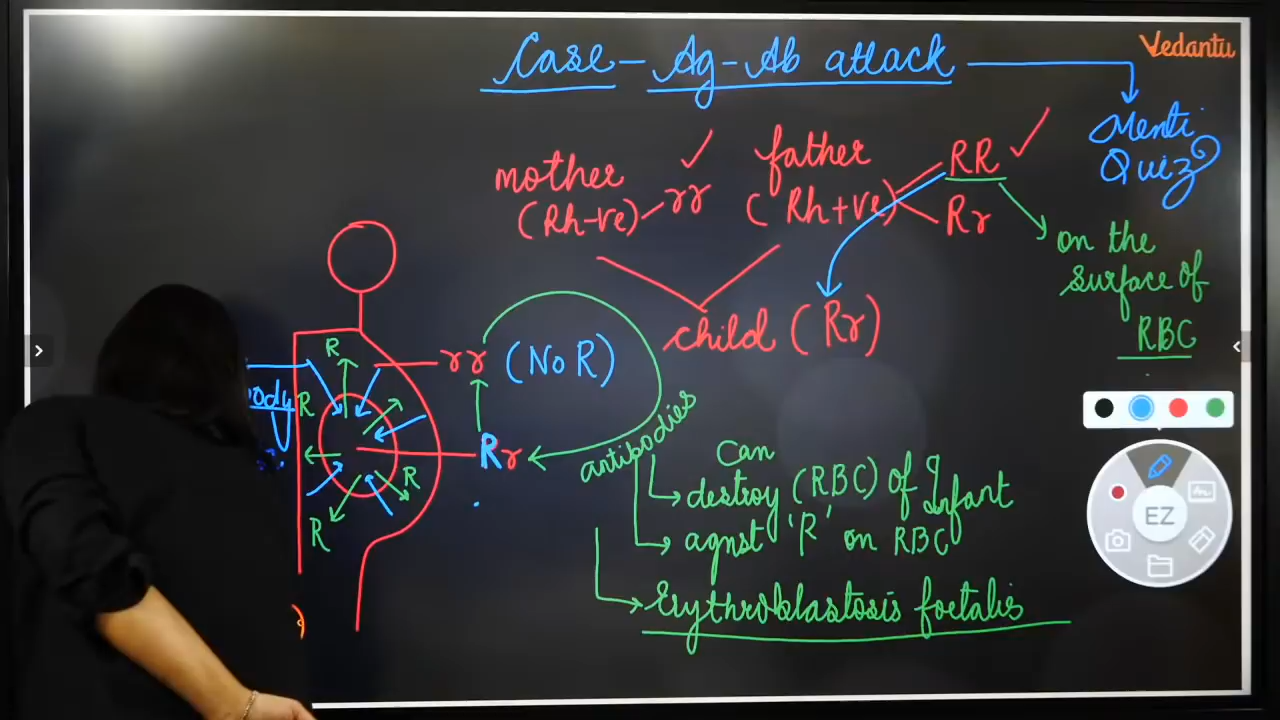 Case - Ag - Ab attack
Vedantu
Menti
Quiz
mother
(Rh-ve)
rr
father
(Rh+ve)
RR
Rr
on the
surface of
RBC
child (Rr)
R
R
R
R
rr (No R)
Rr
body
antibodies
Can
destroy (RBC) of Infant
agnst 'R' on RBC
Erythroblastosis foetalis
EZ